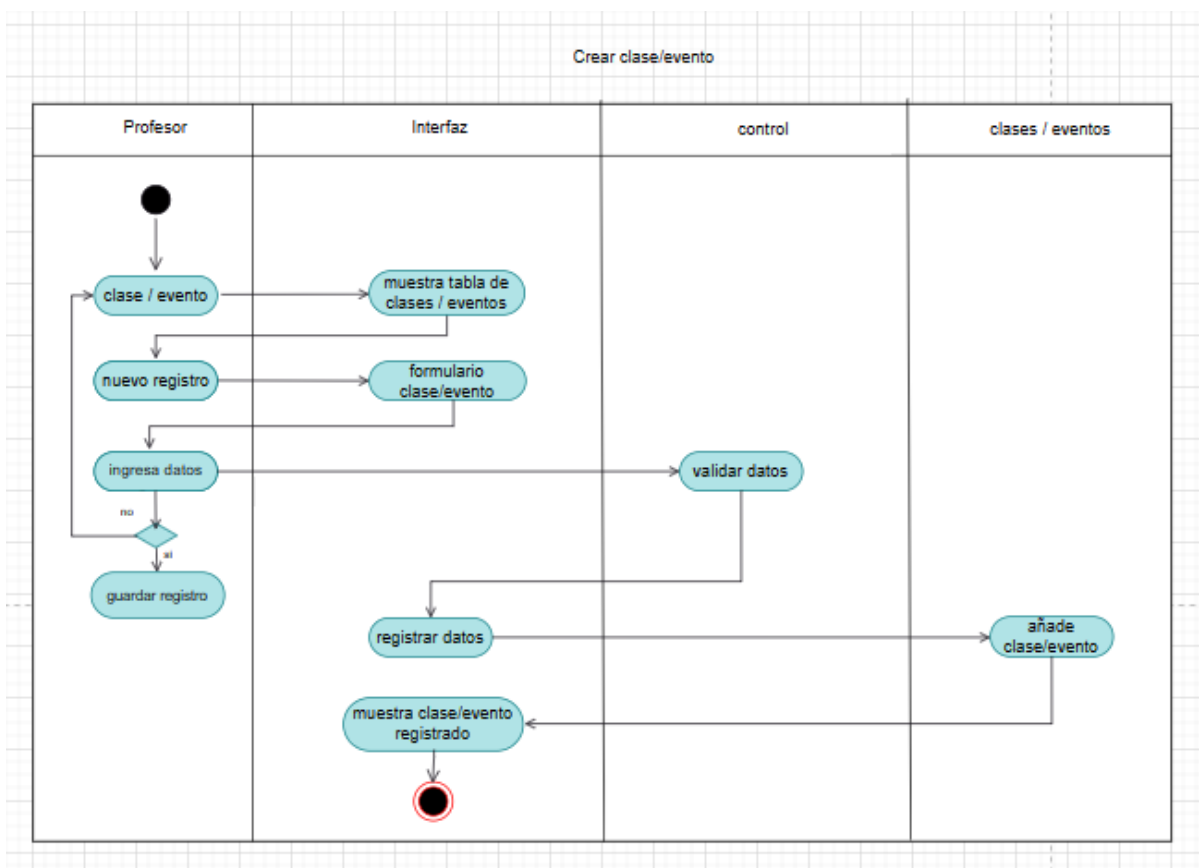 Crear clase/evento
Profesor
Interfaz
control
clases / eventos
clase / evento
muestra tabla de
clases / eventos
nuevo registro
formulario
clase/evento
ingresa datos
validar datos
no
si
guardar registro
registrar datos
añade
clase/evento
muestra clase/evento
registrado